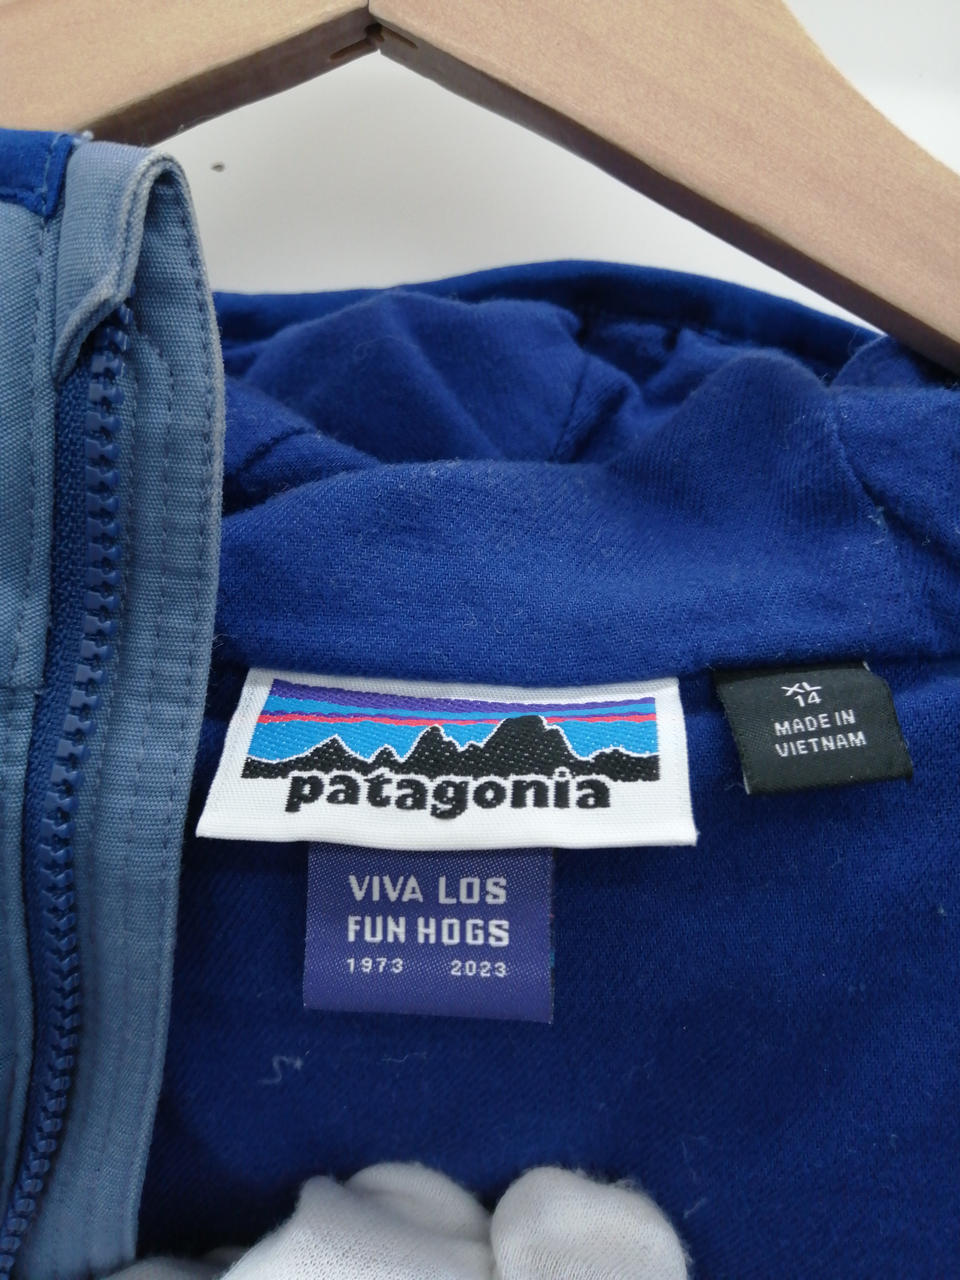 patagonia
VIVA LOS
FUN HOGS
1973 2023
XL
14
MADE IN
VIETNAM